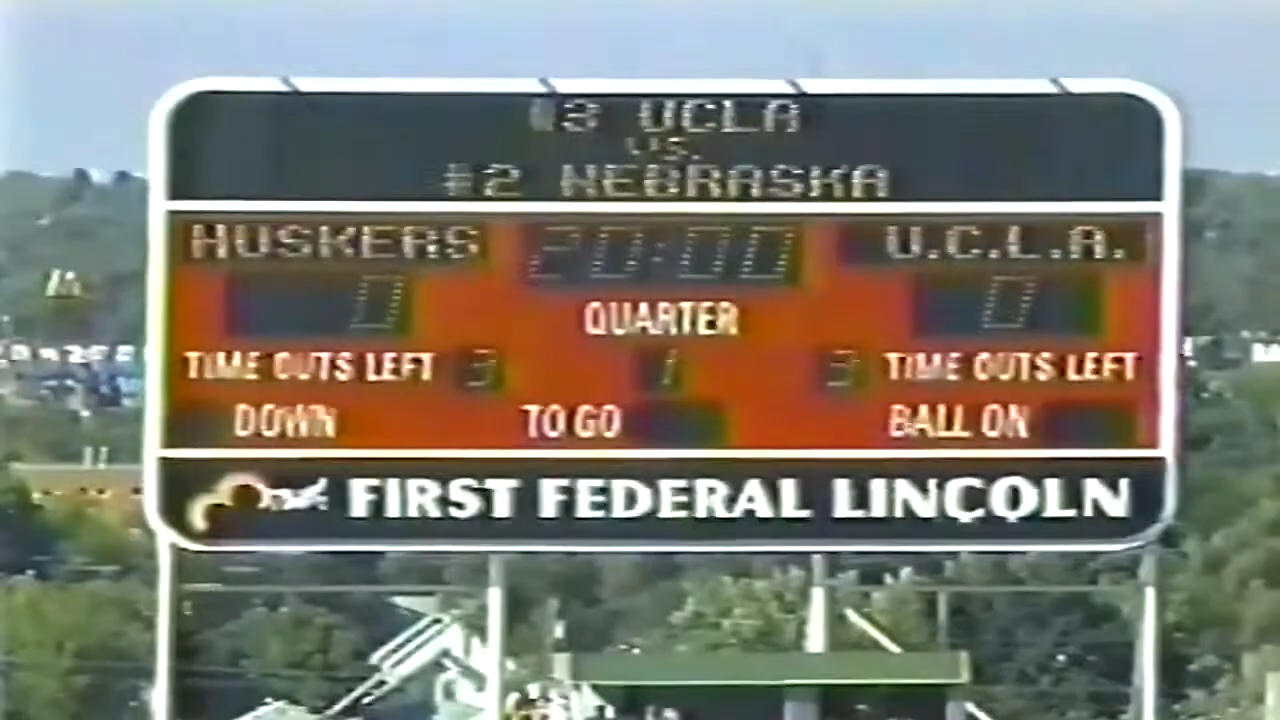 #3 UCLA
VS.
#2 NEBRASKA
HUSKERS 20:00 U.C.L.A.
0 QUARTER 0
TIME OUTS LEFT 3 1 3 TIME OUTS LEFT
DOWN TO GO BALL ON
FIRST FEDERAL LINCOLN